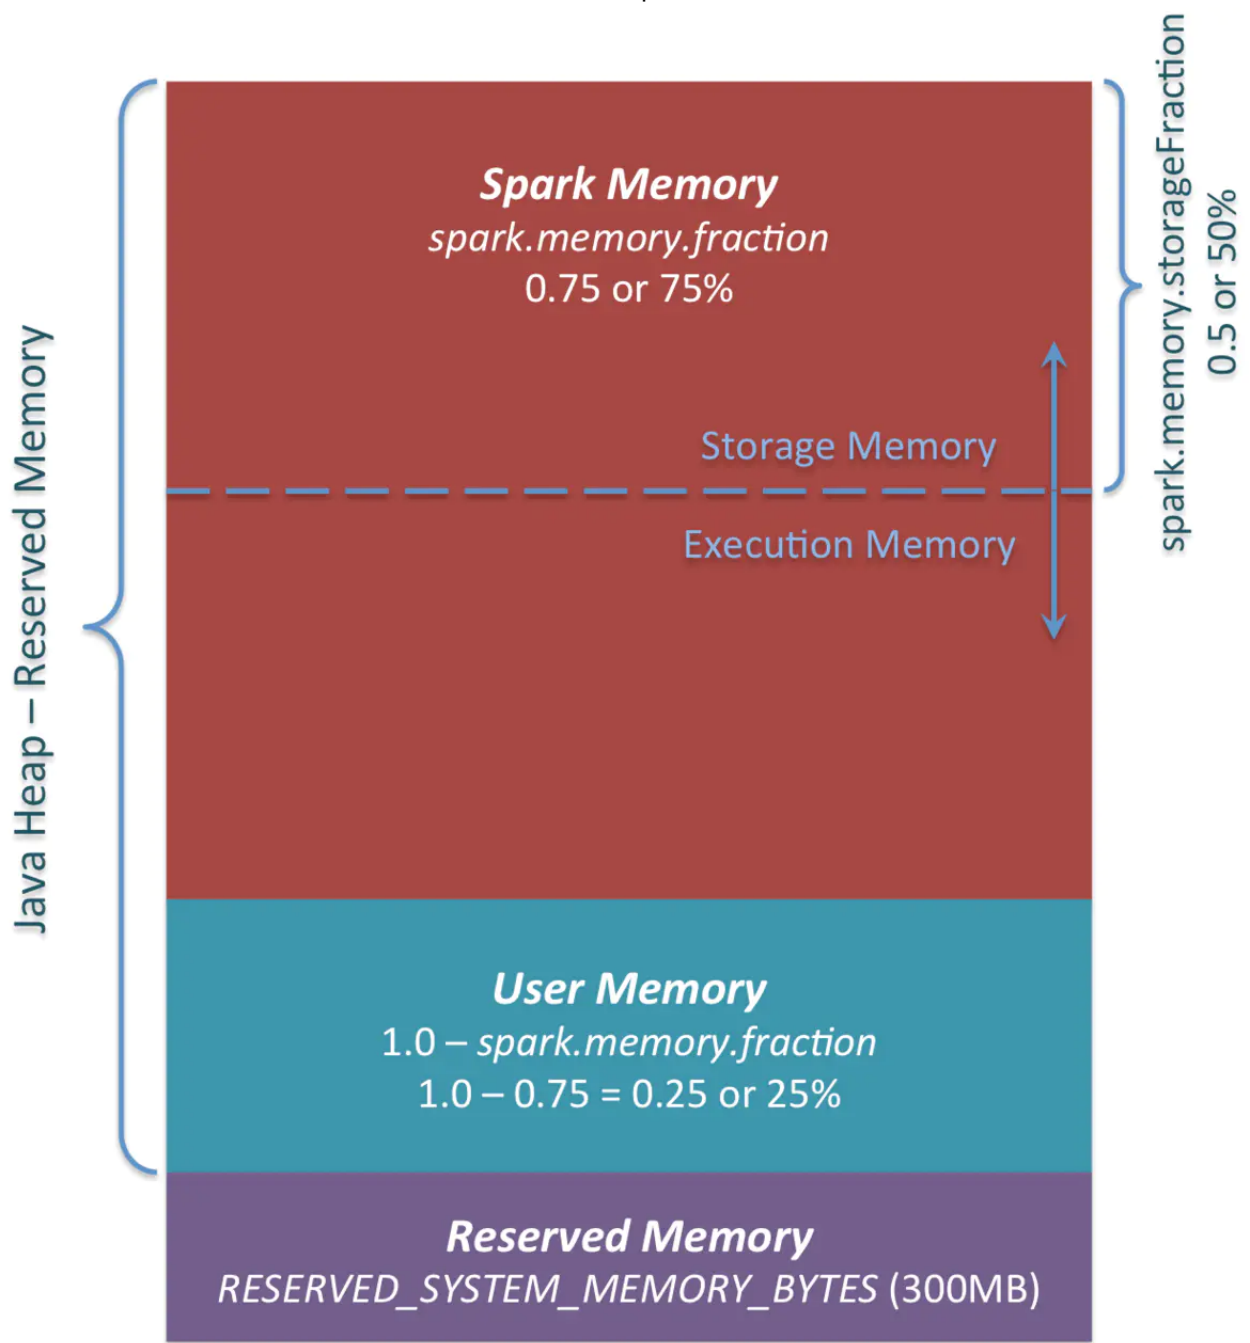 Spark Memory
spark.memory.fraction
0.75 or 75%
Storage Memory
Execution Memory
User Memory
1.0 – spark.memory.fraction
1.0 – 0.75 = 0.25 or 25%
Reserved Memory
RESERVED_SYSTEM_MEMORY_BYTES (300MB)
Java Heap – Reserved Memory
spark.memory.storageFraction
0.5 or 50%